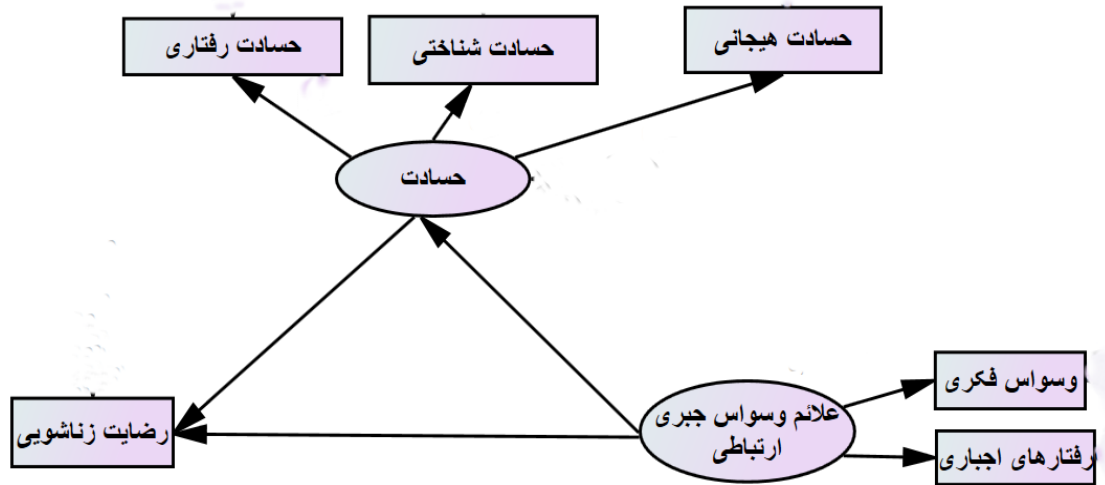 حسادت هیجانی
حسادت شناختی
حسادت رفتاری
حسادت
وسواس فکری
علائم وسواس جبری
ارتباطی
رضایت زناشویی
رفتارهای اجباری